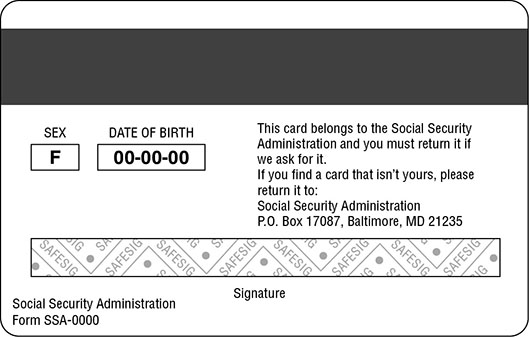 SEX DATE OF BIRTH
F 00-00-00
This card belongs to the Social Security
Administration and you must return it if
we ask for it.
If you find a card that isn't yours, please
return it to:
Social Security Administration
P.O. Box 17087, Baltimore, MD 21235
SAFESIG SAFESIG SAFESIG SAFESIG SAFESIG SAFESIG SAFESIG SAFESIG SAFESIG SAFESIG
Signature
Social Security Administration
Form SSA-0000